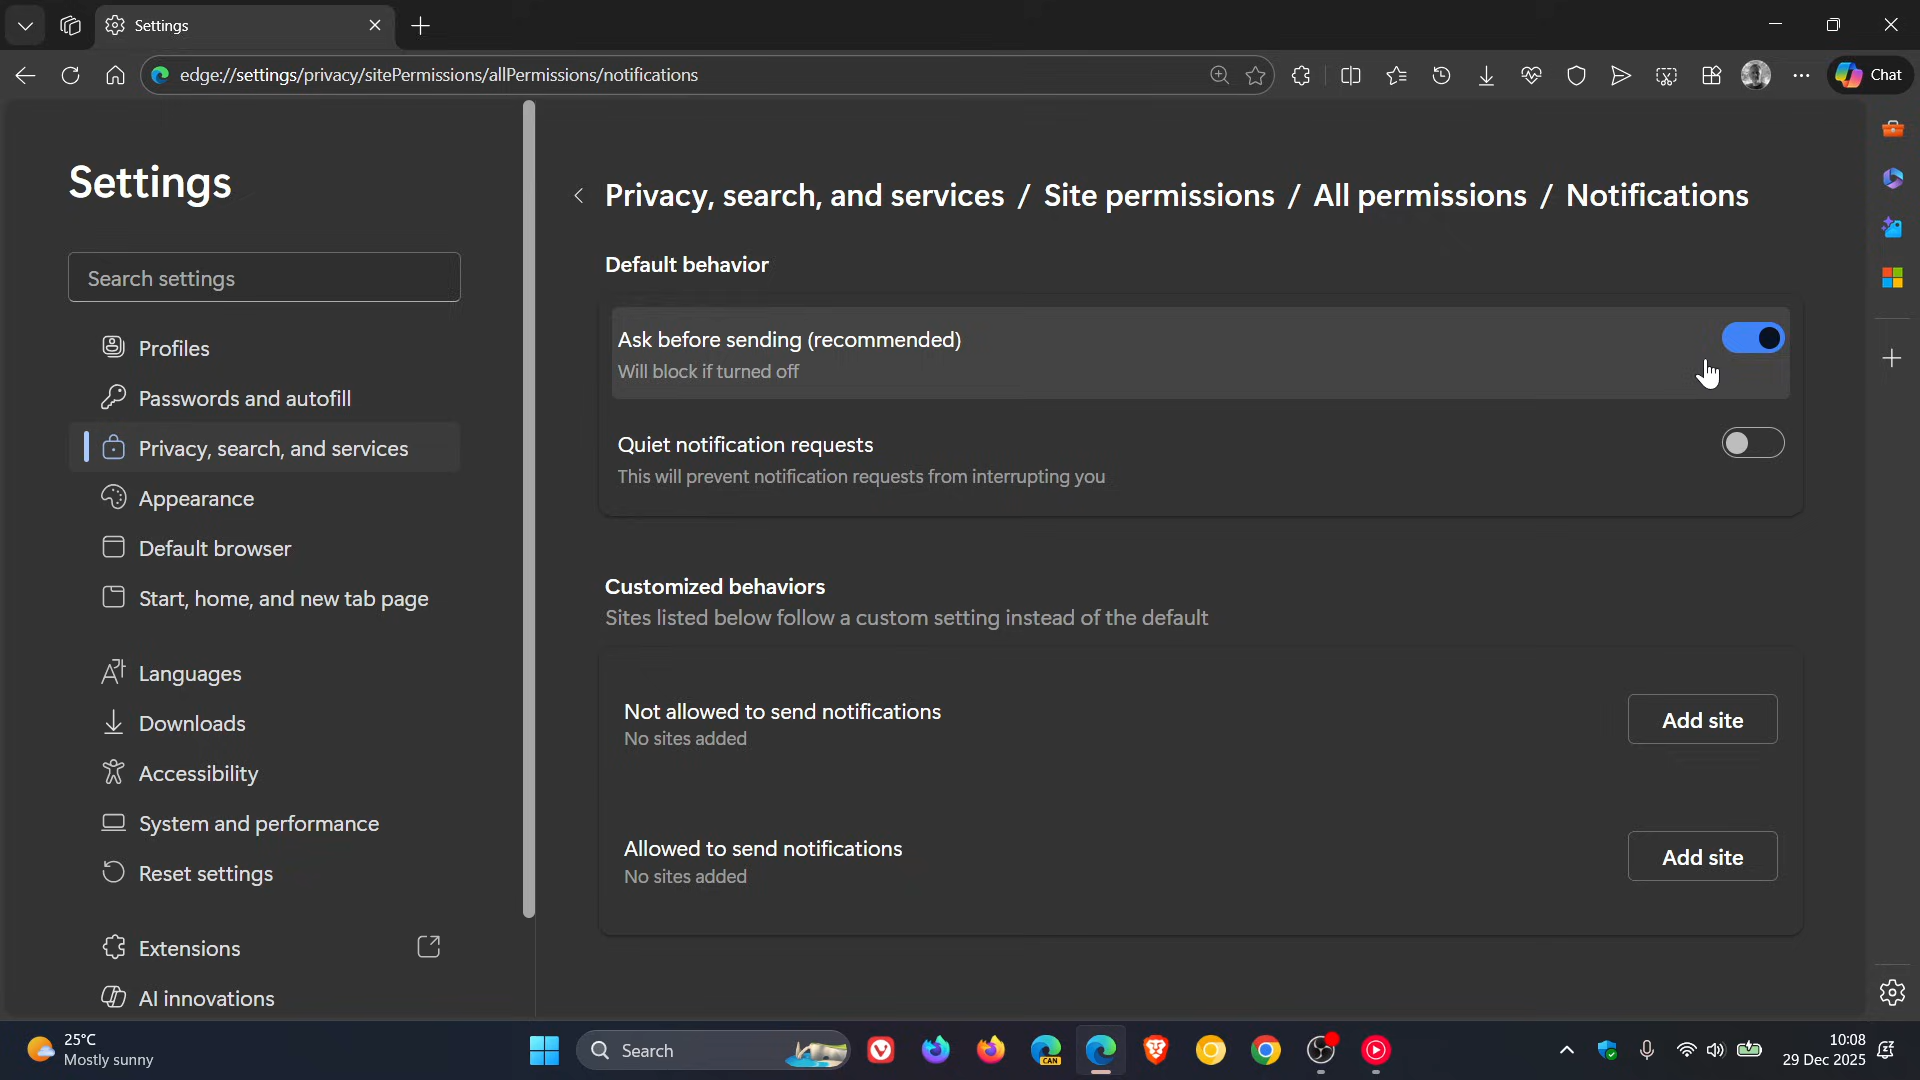 Settings
edge://settings/privacy/sitePermissions/allPermissions/notifications
Chat
Settings
Search settings
Profiles
Passwords and autofill
Privacy, search, and services
Appearance
Default browser
Start, home, and new tab page
Languages
Downloads
Accessibility
System and performance
Reset settings
Extensions
AI innovations
Privacy, search, and services / Site permissions / All permissions / Notifications
Default behavior
Ask before sending (recommended)
Will block if turned off
Quiet notification requests
This will prevent notification requests from interrupting you
Customized behaviors
Sites listed below follow a custom setting instead of the default
Not allowed to send notifications
No sites added
Add site
Allowed to send notifications
No sites added
Add site
25°C
Mostly sunny
Search
CAN
10:08
29 Dec 2025